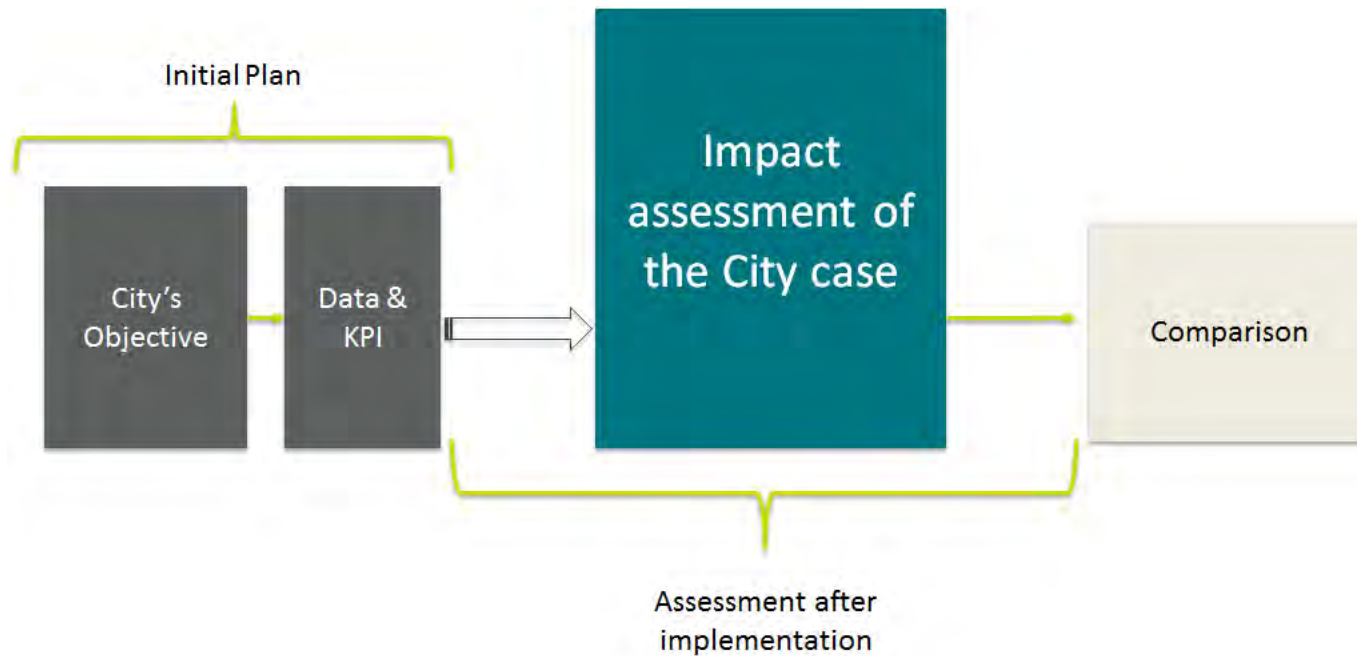 Initial Plan
City's
Objective
Data &
KPI
Impact
assessment of
the City case
Comparison
Assessment after
implementation